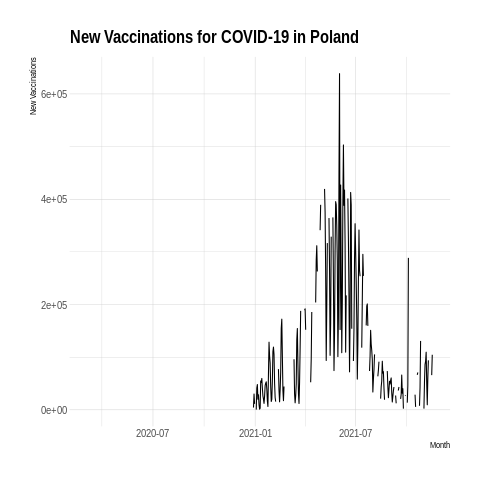 New Vaccinations for COVID-19 in Poland
New Vaccinations
6e+05
4e+05
2e+05
0e+00
2020-07
2021-01
2021-07
Month